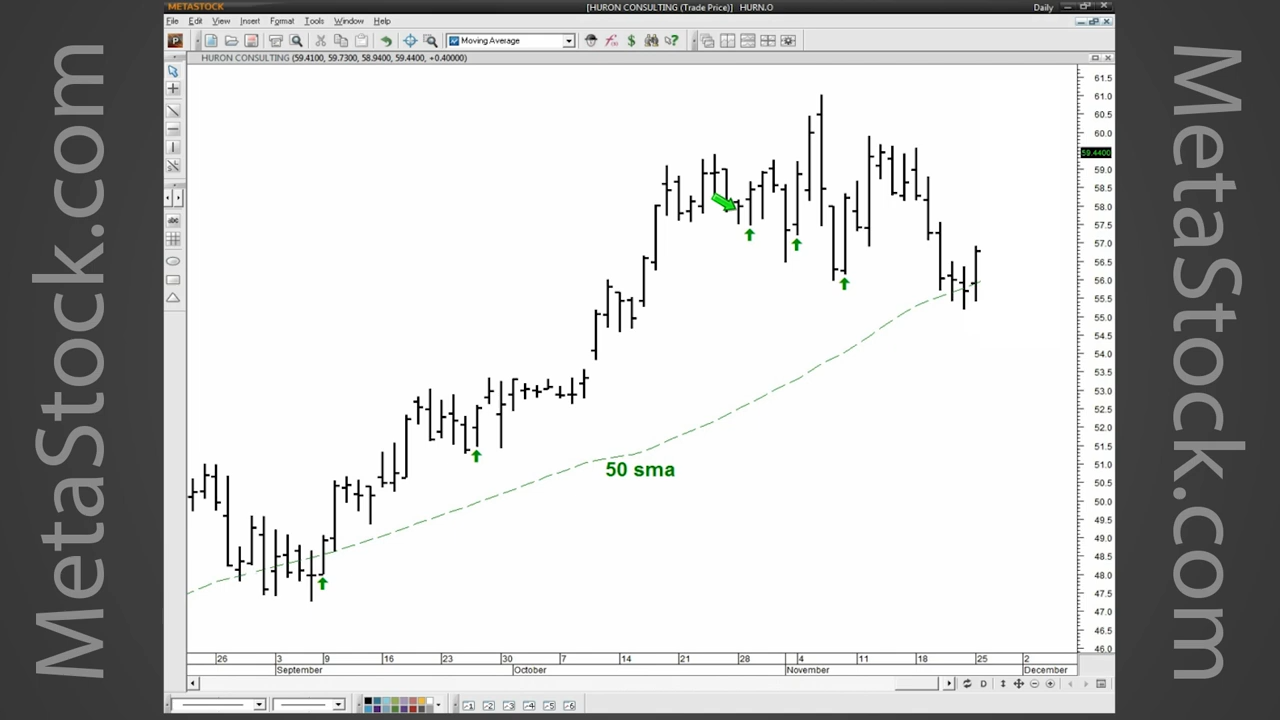 METASTOCK
[HURON CONSULTING (Trade Price)] HURN.O
Daily
File Edit View Insert Format Tools Window Help
P
Moving Average
$
HURON CONSULTING (59.4100, 59.7300, 58.9400, 59.4400, +0.40000)
MetaStock.com
MetaStock.com
abc
61.5
61.0
60.5
60.0
59.4400
59.0
58.5
58.0
57.5
57.0
56.5
56.0
55.5
55.0
54.5
54.0
53.5
53.0
52.5
52.0
51.5
51.0
50.5
50.0
49.5
49.0
48.5
48.0
47.5
47.0
46.5
46.0
50 sma
26 3 9 16 23 30 7 14 21 28 4 11 18 25 2
September October November December
D
1 2 3 4 5 6